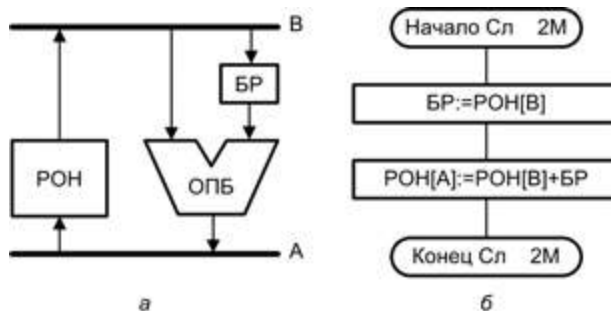 В
БР
РОН
ОПБ
А
а
Начало Сл 2М
БР:=РОН[В]
РОН[А]:=РОН[В]+БР
Конец Сл 2М
б